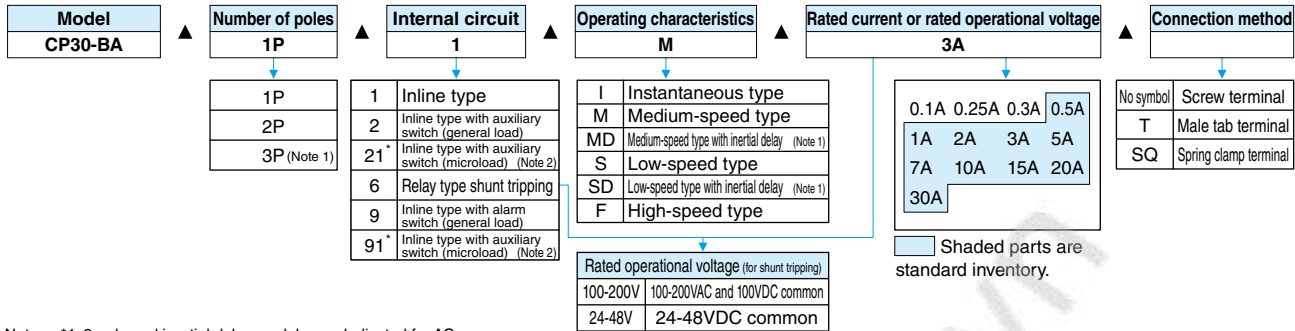 Model
CP30-BA
▲
Number of poles
1P
▲
Internal circuit
1
▲
Operating characteristics
M
▲
Rated current or rated operational voltage
3A
▲
Connection method
1P
2P
3P (Note 1)
1 Inline type
2 Inline type with auxiliary switch (general load)
21* Inline type with auxiliary switch (microload) (Note 2)
6 Relay type shunt tripping
9 Inline type with alarm switch (general load)
91* Inline type with auxiliary switch (microload) (Note 2)
I Instantaneous type
M Medium-speed type
MD Medium-speed type with inertial delay (Note 1)
S Low-speed type
SD Low-speed type with inertial delay (Note 1)
F High-speed type
Rated operational voltage (for shunt tripping)
100-200V 100-200VAC and 100VDC common
24-48V 24-48VDC common
0.1A 0.25A 0.3A 0.5A
1A 2A 3A 5A
7A 10A 15A 20A
30A
Shaded parts are
standard inventory.
No symbol Screw terminal
T Male tab terminal
SQ Spring clamp terminal